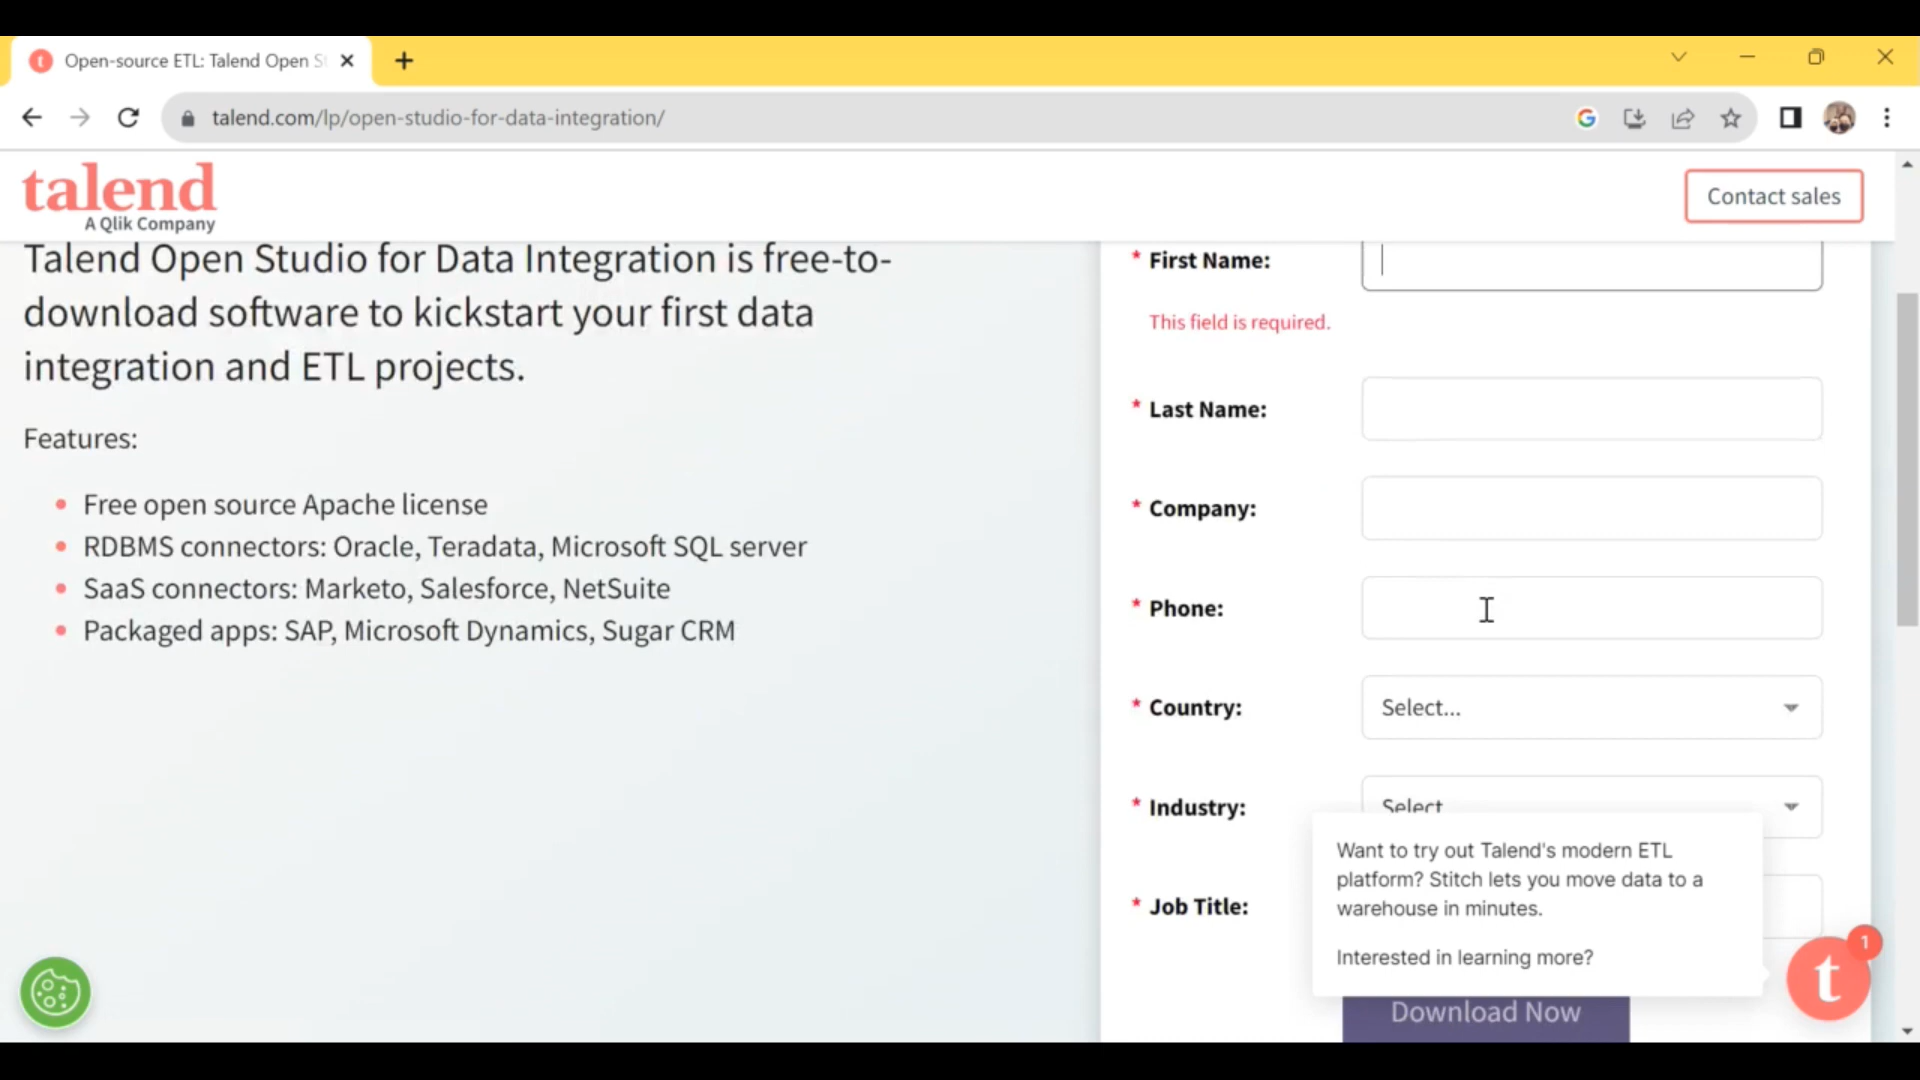 Open-source ETL: Talend Open St
talend.com/lp/open-studio-for-data-integration/
talend
A Qlik Company
Contact sales
Talend Open Studio for Data Integration is free-to-
download software to kickstart your first data
integration and ETL projects.
Features:
Free open source Apache license
RDBMS connectors: Oracle, Teradata, Microsoft SQL server
SaaS connectors: Marketo, Salesforce, NetSuite
Packaged apps: SAP, Microsoft Dynamics, Sugar CRM
* First Name:
This field is required.
* Last Name:
* Company:
* Phone:
* Country:
Select...
* Industry:
Select
* Job Title:
Want to try out Talend's modern ETL
platform? Stitch lets you move data to a
warehouse in minutes.
Interested in learning more?
1
t
Download Now